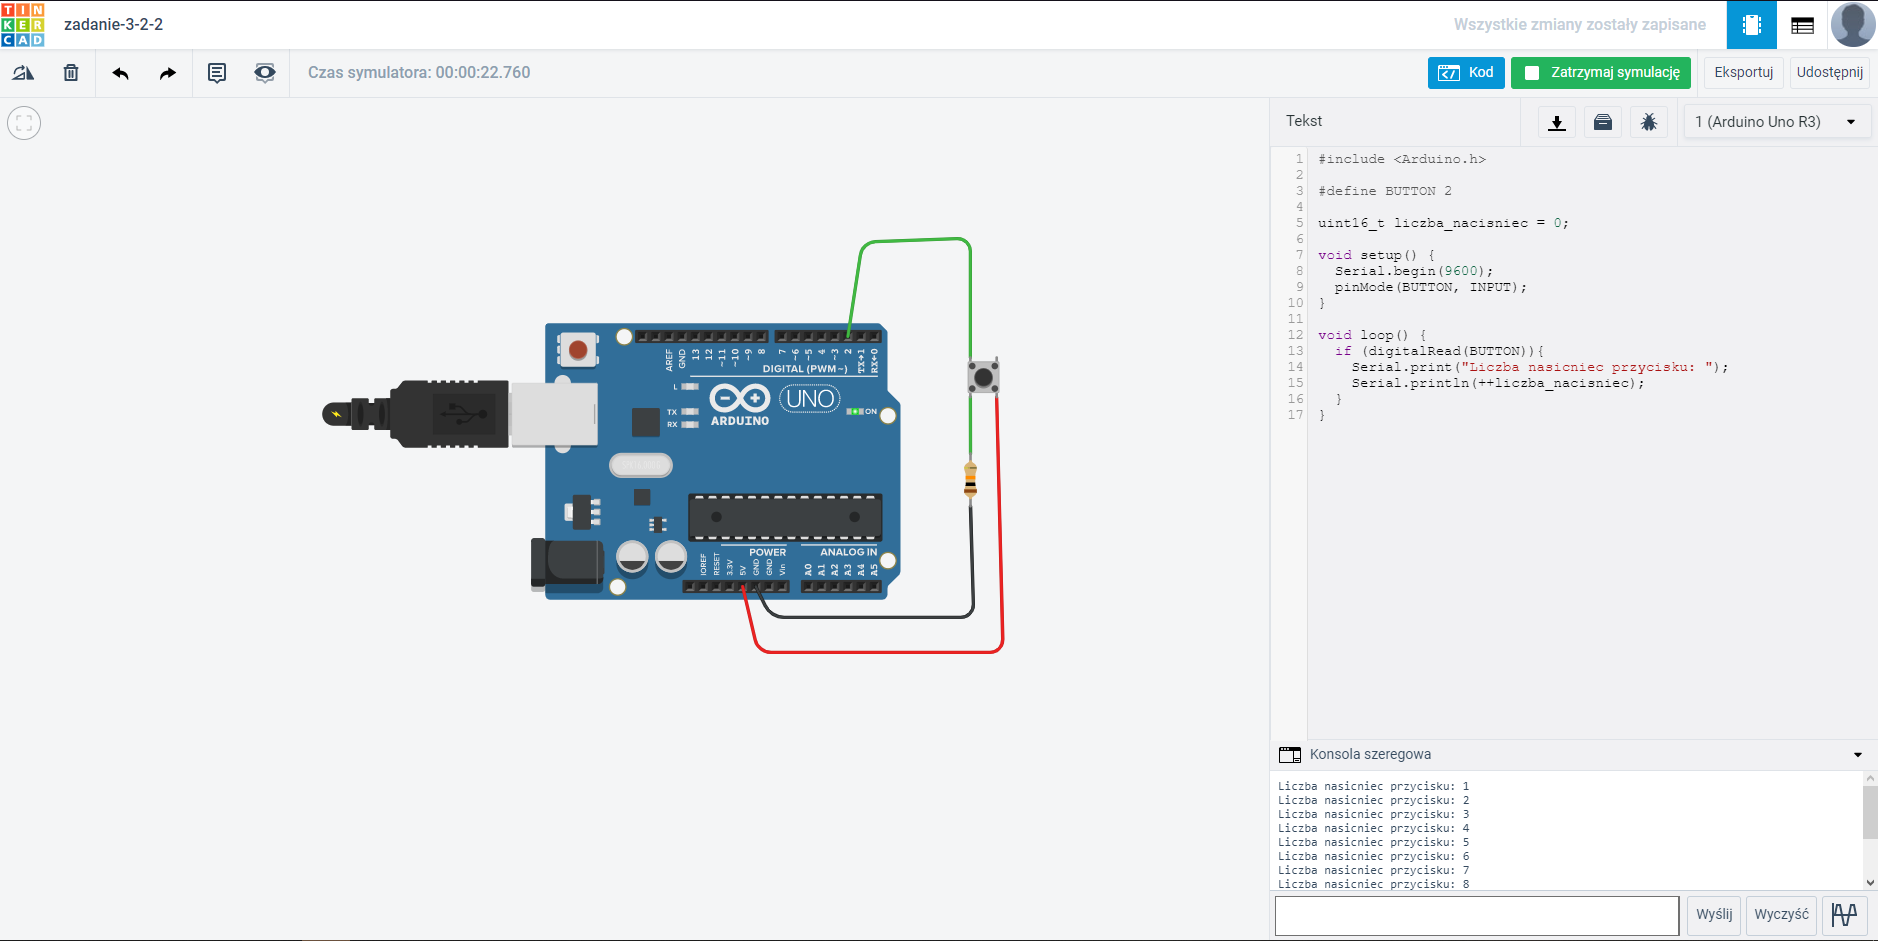 TIN
KER
CAD
zadanie-3-2-2
Wszystkie zmiany zostały zapisane
Czas symulatora: 00:00:22.760
Kod
Zatrzymaj symulację
Eksportuj
Udostępnij
Tekst
1 (Arduino Uno R3)
1 #include <Arduino.h>
2
3 #define BUTTON 2
4
5 uint16_t liczba_nacisniec = 0;
6
7 void setup() {
8 Serial.begin(9600);
9 pinMode(BUTTON, INPUT);
10 }
11
12 void loop() {
13 if (digitalRead(BUTTON)){
14 Serial.print("Liczba nasicniec przycisku: ");
15 Serial.println(++liczba_nacisniec);
16 }
17 }
AREF
GND
13
12
~11
~10
~9
8
7
~6
~5
4
~3
2
TX→1
RX←0
DIGITAL (PWM~)
L
TX
RX
ARDUINO
UNO
ON
POWER
ANALOG IN
IOREF
RESET
3.3V
5V
GND
GND
Vin
A0
A1
A2
A3
A4
A5
Konsola szeregowa
Liczba nasicniec przycisku: 1
Liczba nasicniec przycisku: 2
Liczba nasicniec przycisku: 3
Liczba nasicniec przycisku: 4
Liczba nasicniec przycisku: 5
Liczba nasicniec przycisku: 6
Liczba nasicniec przycisku: 7
Liczba nasicniec przycisku: 8
Wyślij
Wyczyść